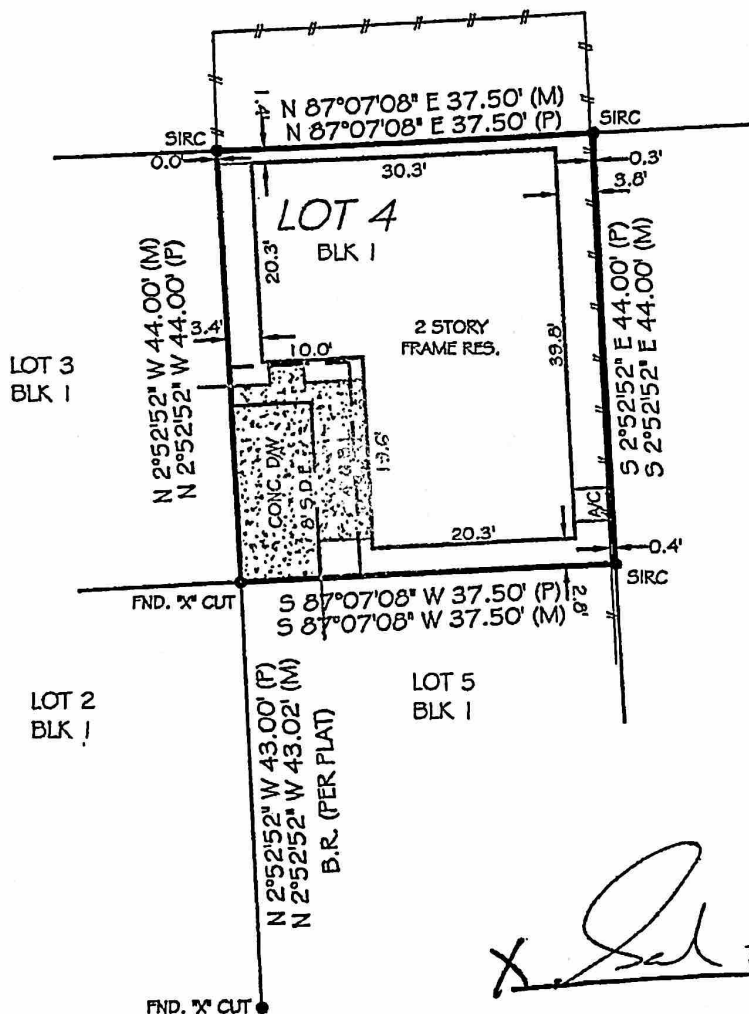 1.4'
N 87°07'08" E 37.50' (M)
N 87°07'08" E 37.50' (P)
SIRC
SIRC
0.0'
30.3'
0.3'
3.8'
LOT 4
BLK 1
20.3'
N 2°52'52" W 44.00' (M)
N 2°52'52" W 44.00' (P)
S 2°52'52" E 44.00' (P)
S 2°52'52" E 44.00' (M)
3.4'
2 STORY
FRAME RES.
39.8'
LOT 3
BLK 1
10.0'
19.6'
CONC. D/W
8' S.D.E.
A/C
20.3'
0.4'
FND. "X" CUT
SIRC
S 87°07'08" W 37.50' (P)
S 87°07'08" W 37.50' (M)
2.8'
LOT 2
BLK 1
LOT 5
BLK 1
N 2°52'52" W 43.00' (P)
N 2°52'52" W 43.02' (M)
B.R. (PER PLAT)
X
FND. "X" CUT